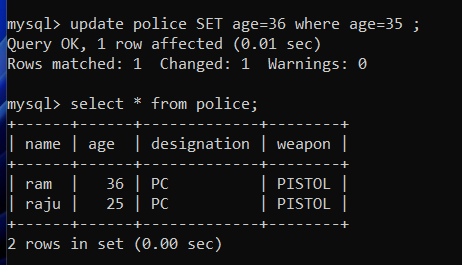 mysql> update police SET age=36 where age=35 ;
Query OK, 1 row affected (0.01 sec)
Rows matched: 1  Changed: 1  Warnings: 0

mysql> select * from police;
+------+------+-------------+--------+
| name | age  | designation | weapon |
+------+------+-------------+--------+
| ram  |   36 | PC          | PISTOL |
| raju |   25 | PC          | PISTOL |
+------+------+-------------+--------+
2 rows in set (0.00 sec)